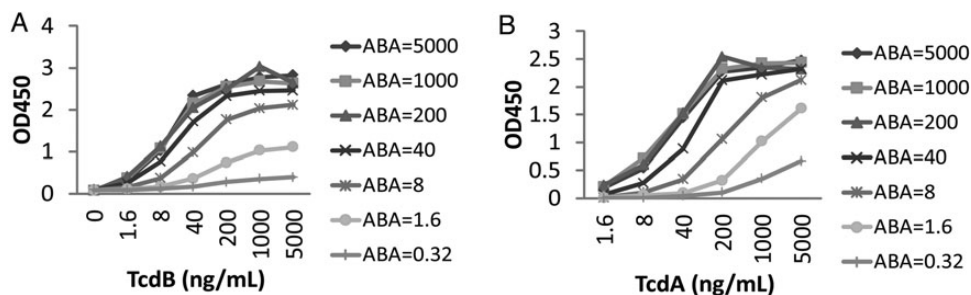 A
OD450
4
3
2
1
0
0
1.6
8
40
200
1000
5000
TcdB (ng/mL)
ABA=5000
ABA=1000
ABA=200
ABA=40
ABA=8
ABA=1.6
ABA=0.32
B
OD450
3
2.5
2
1.5
1
0.5
0
1.6
8
40
200
1000
5000
TcdA (ng/mL)
ABA=5000
ABA=1000
ABA=200
ABA=40
ABA=8
ABA=1.6
ABA=0.32